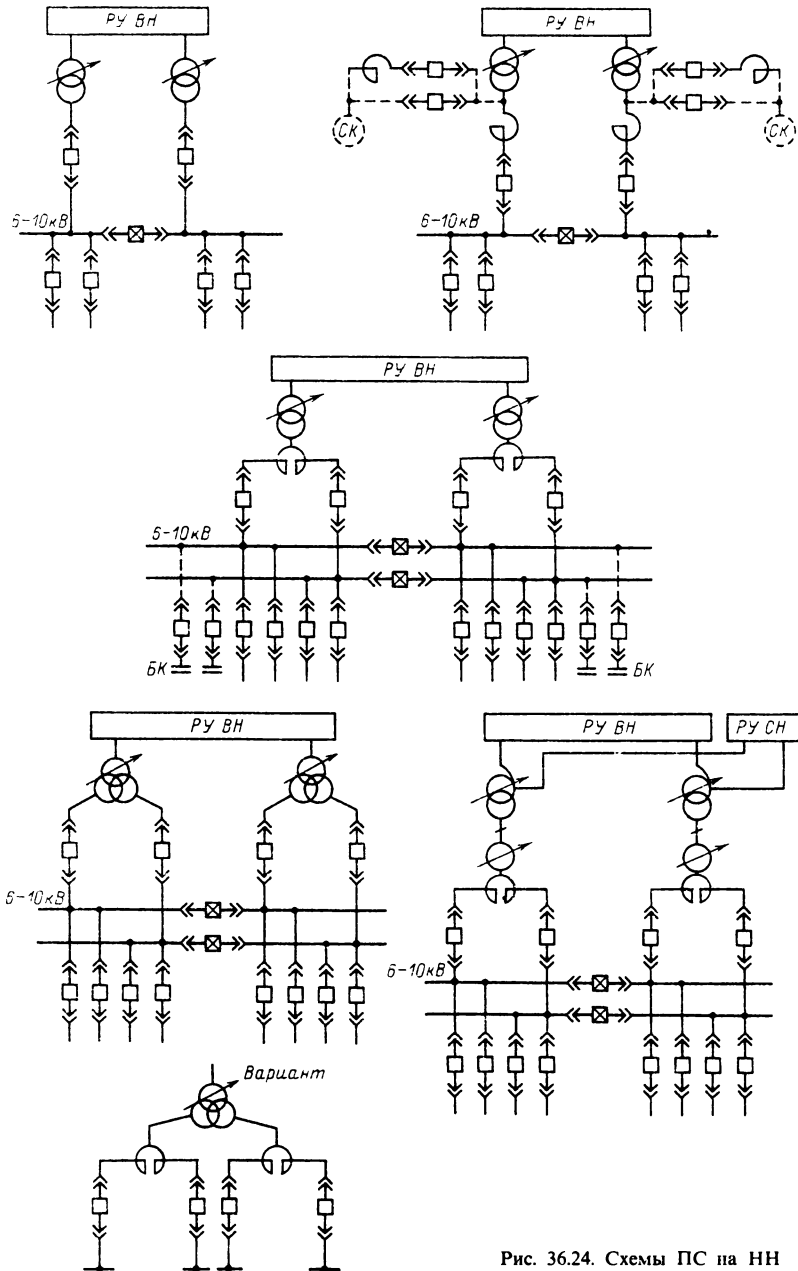 РУ ВН
РУ ВН
СК
СК
6-10кВ
6-10кВ
РУ ВН
6-10кВ
БК
БК
РУ ВН
РУ ВН
РУ СН
6-10кВ
6-10кВ
Вариант
Рис. 36.24. Схемы ПС на НН